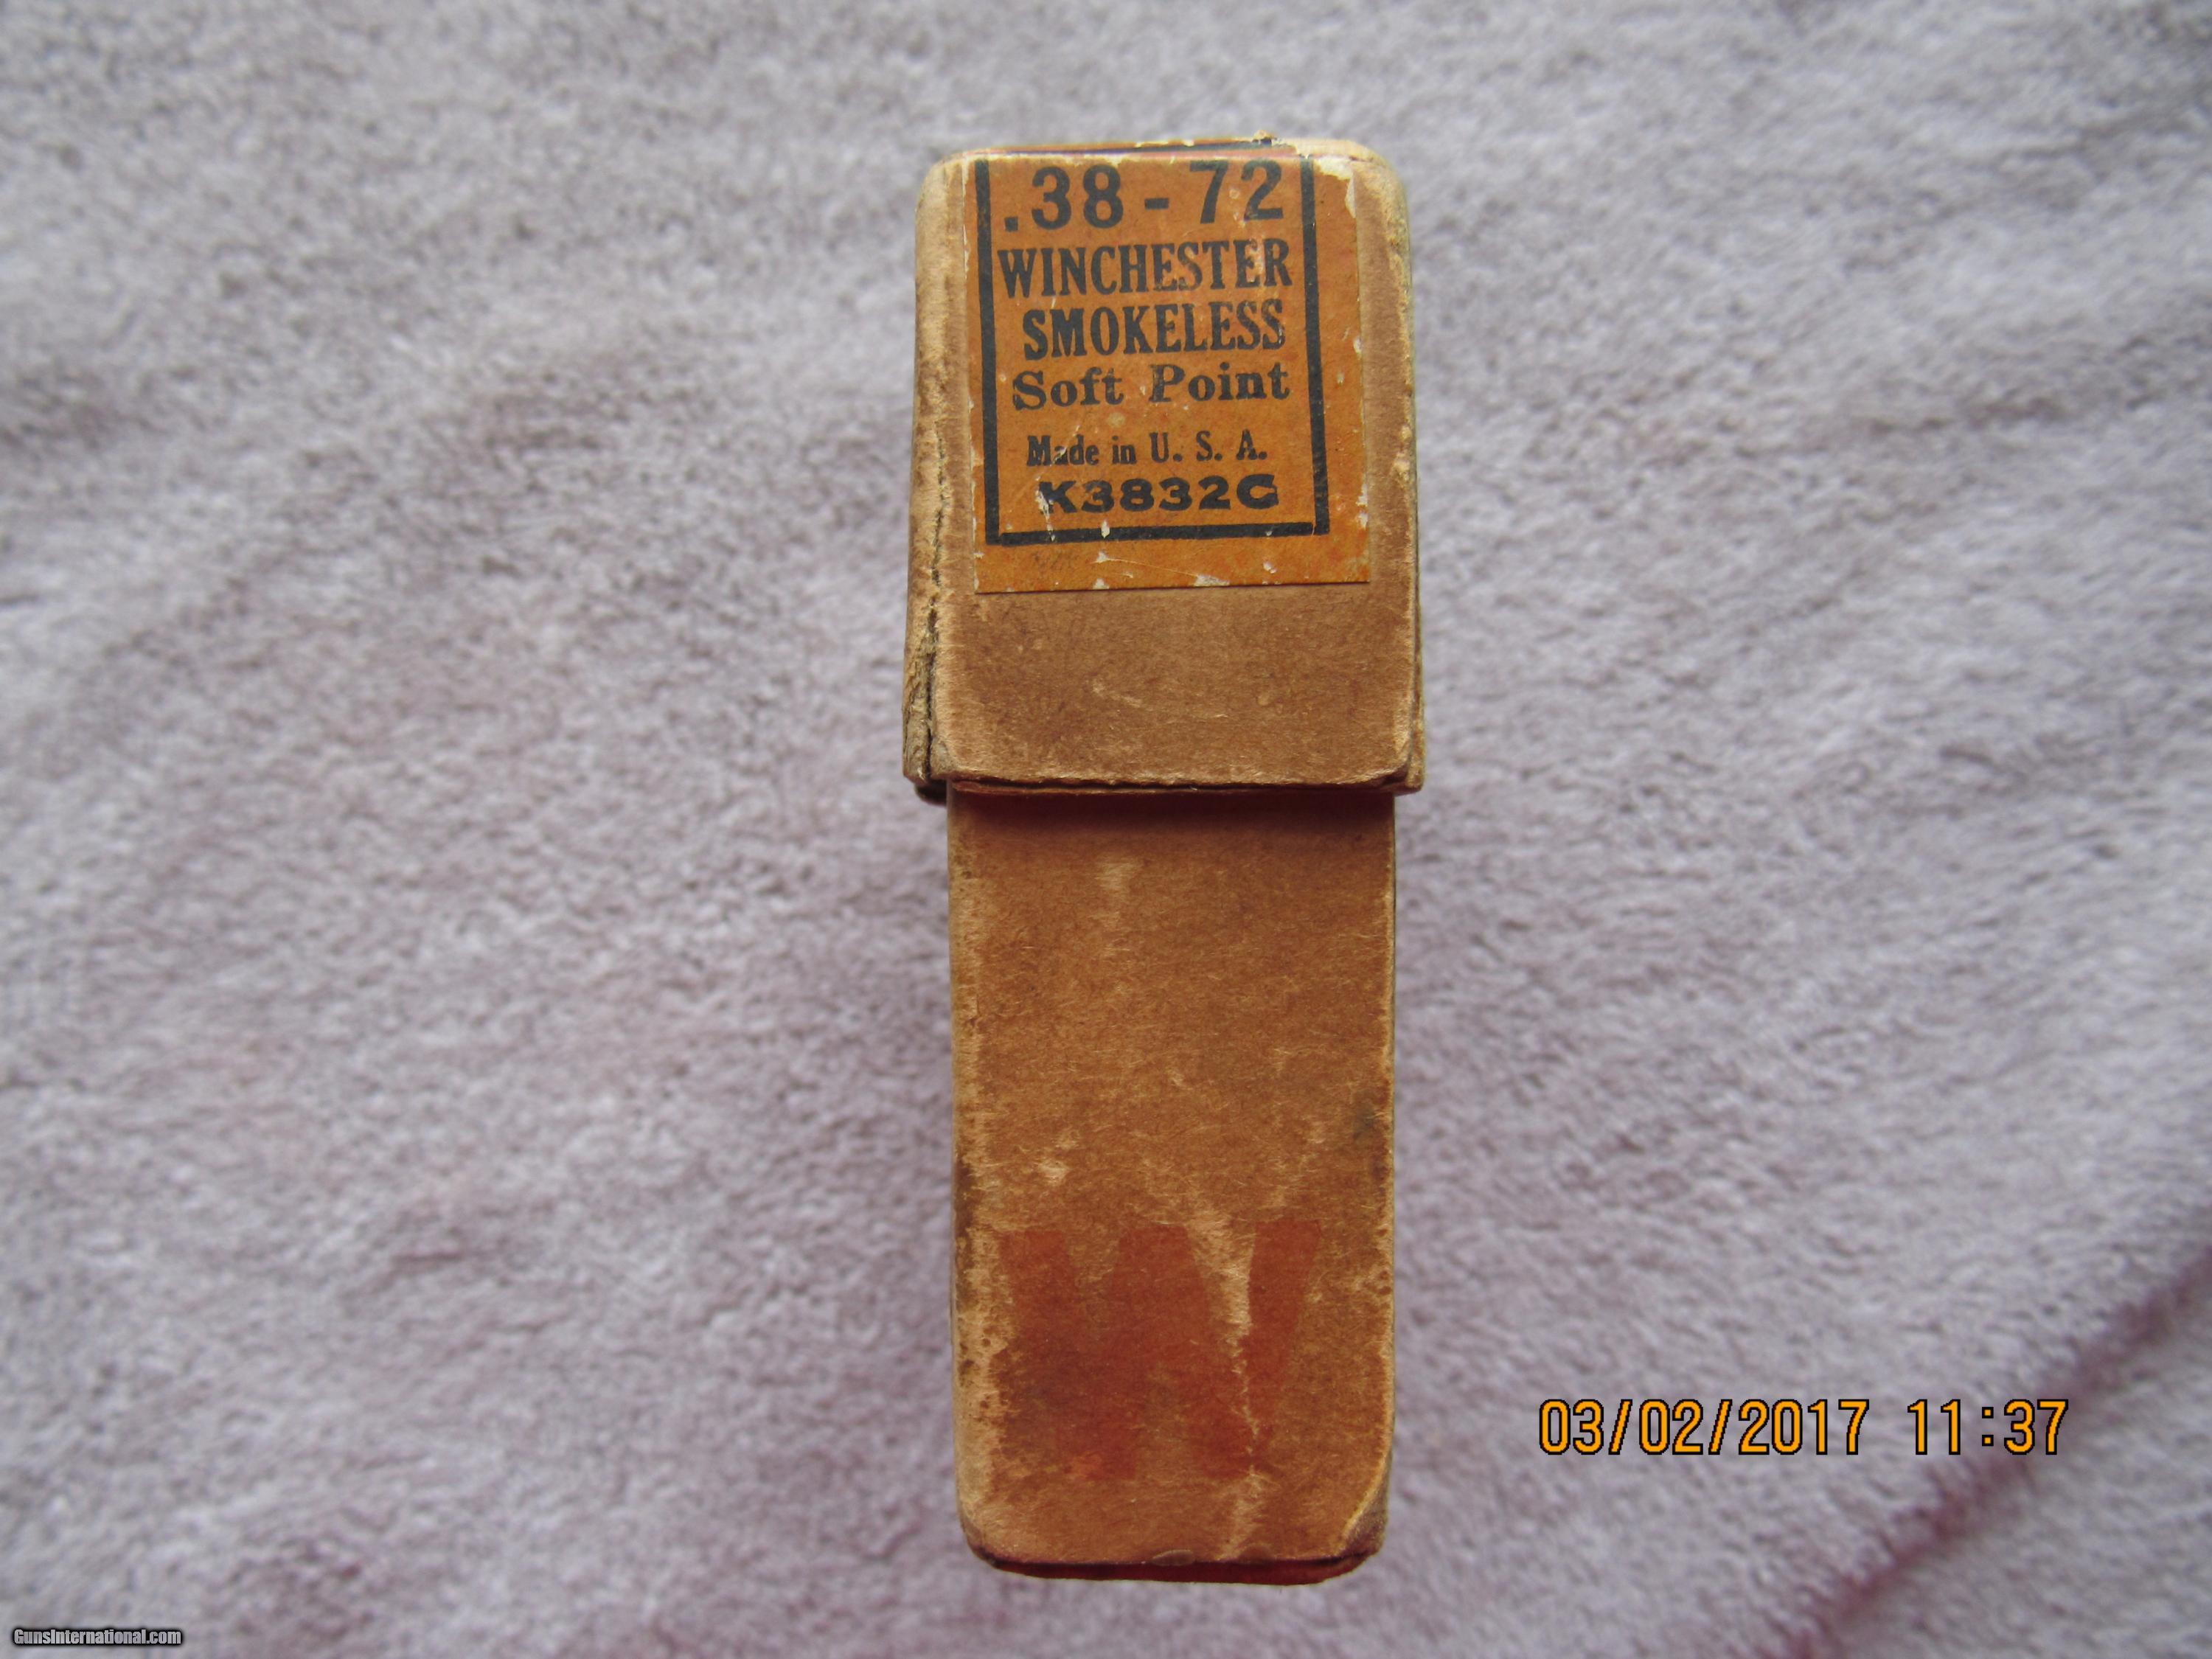 .38-72
WINCHESTER
SMOKELESS
Soft Point
Made in U. S. A.
K3832C
W
03/02/2017 11:37
GunsInternational.com